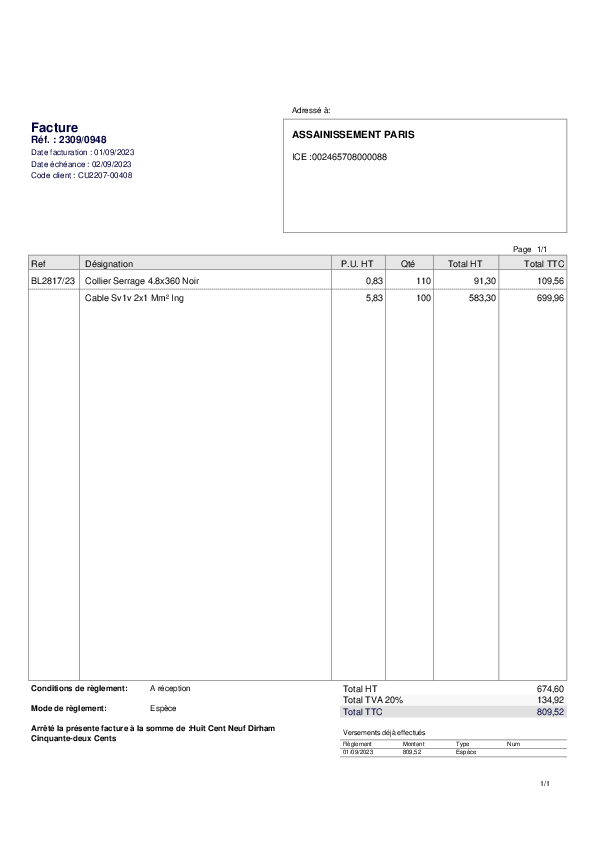 Adressé à:
Facture
Réf. : 2309/0948
Date facturation : 01/09/2023
Date échéance : 02/09/2023
Code client : CU2207-00408
ASSAINISSEMENT PARIS
ICE :002465708000088
Page 1/1
Ref Désignation P.U. HT Qté Total HT Total TTC
BL2817/23 Collier Serrage 4.8x360 Noir 0,83 110 91,30 109,56
Cable Sv1v 2x1 Mm² Ing 5,83 100 583,30 699,96
Conditions de règlement: A réception
Mode de règlement: Espèce
Arrêté la présente facture à la somme de :Huit Cent Neuf Dirham
Cinquante-deux Cents
Total HT 674,60
Total TVA 20% 134,92
Total TTC 809,52
Versements déjà effectués
Règlement Montant Type Num
01/09/2023 809,52 Espèce
1/1